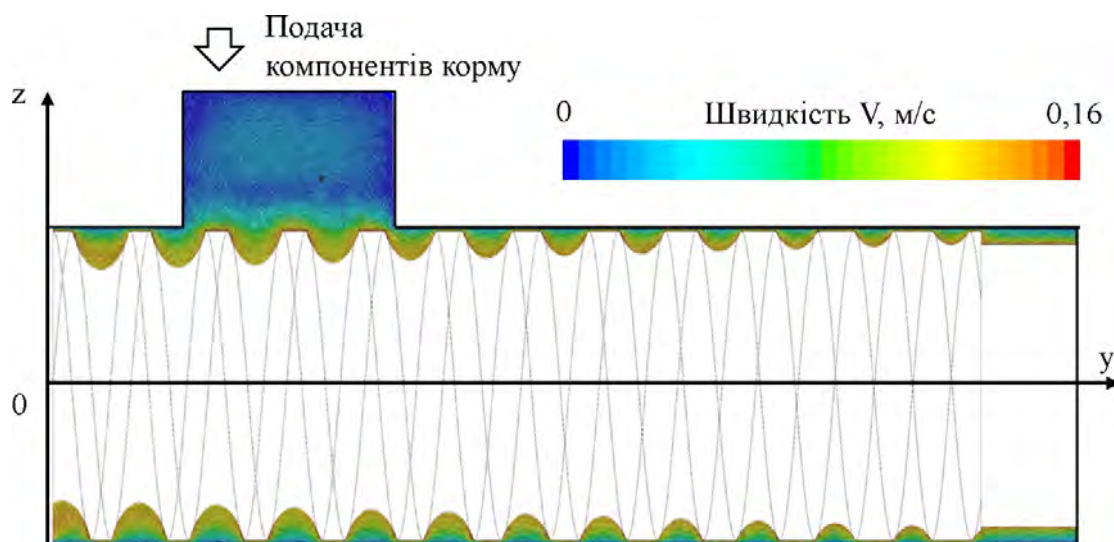 Подача
компонентів корму
z
0 Швидкість V, м/с 0,16
y
0